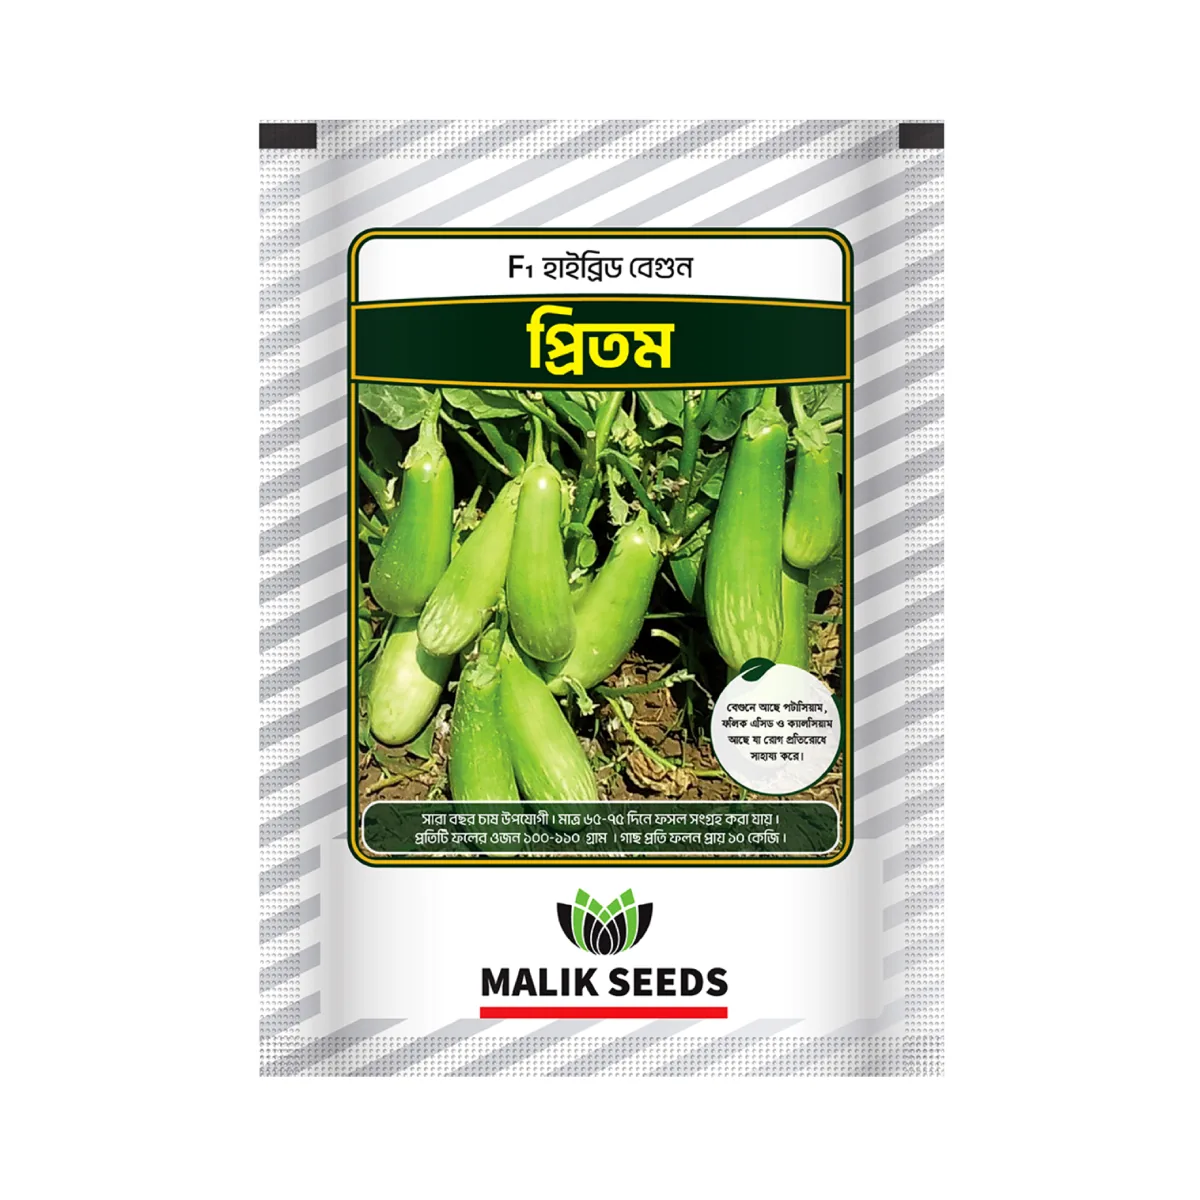 F1 হাইব্রিড বেগুন
প্রিতম
বেগুনে আছে পটাসিয়াম,
ফলিক এসিড ও ক্যালসিয়াম
আছে যা রোগ প্রতিরোধে
সাহায্য করে।
সারা বছর চাষ উপযোগী। মাত্র ৬৫-৭৫ দিনে ফসল সংগ্রহ করা যায়।
প্রতিটি ফলের ওজন ১০০-১১০ গ্রাম । গাছ প্রতি ফলন প্রায় ১০ কেজি।
MALIK SEEDS